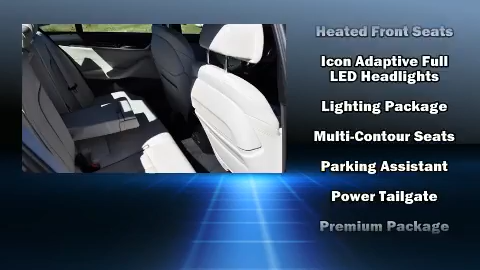 Heated Front Seats
Icon Adaptive Full
LED Headlights
Lighting Package
Multi-Contour Seats
Parking Assistant
Power Tailgate
Premium Package